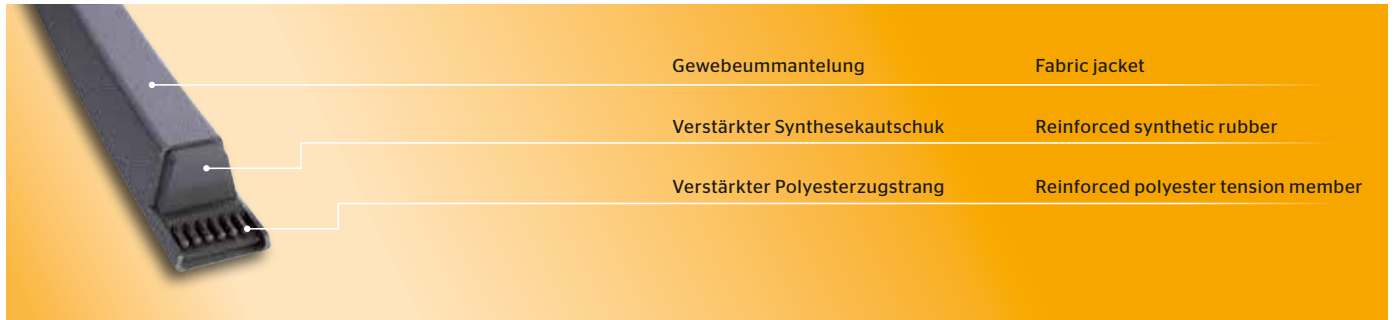 Gewebeummantelung Fabric jacket
Verstärkter Synthesekautschuk Reinforced synthetic rubber
Verstärkter Polyesterzugstrang Reinforced polyester tension member